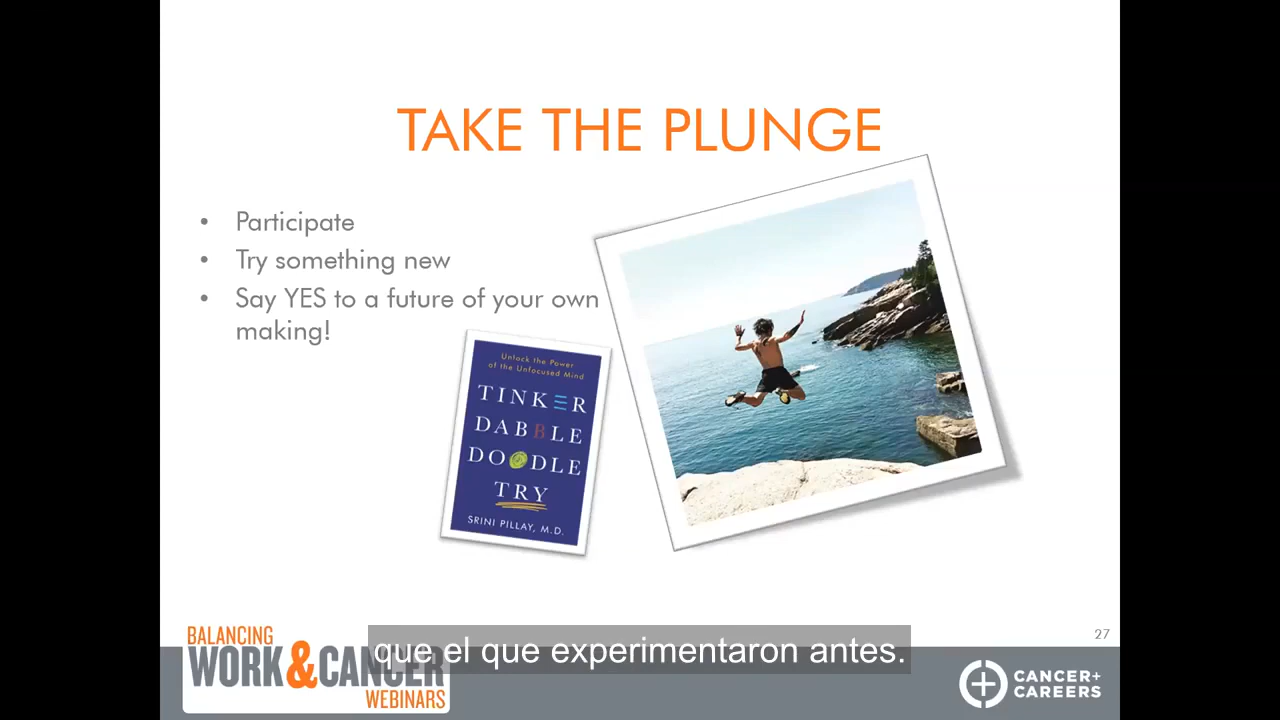 TAKE THE PLUNGE
• Participate
• Try something new
• Say YES to a future of your own
making!
Unlock the Power
of the Unfocused Mind
TINKER
DABBLE
DOODLE
TRY
SRINI PILLAY, M.D.
27
BALANCING
WORK & CANCER
WEBINARS
que el que experimentaron antes.
CANCER+
CAREERS